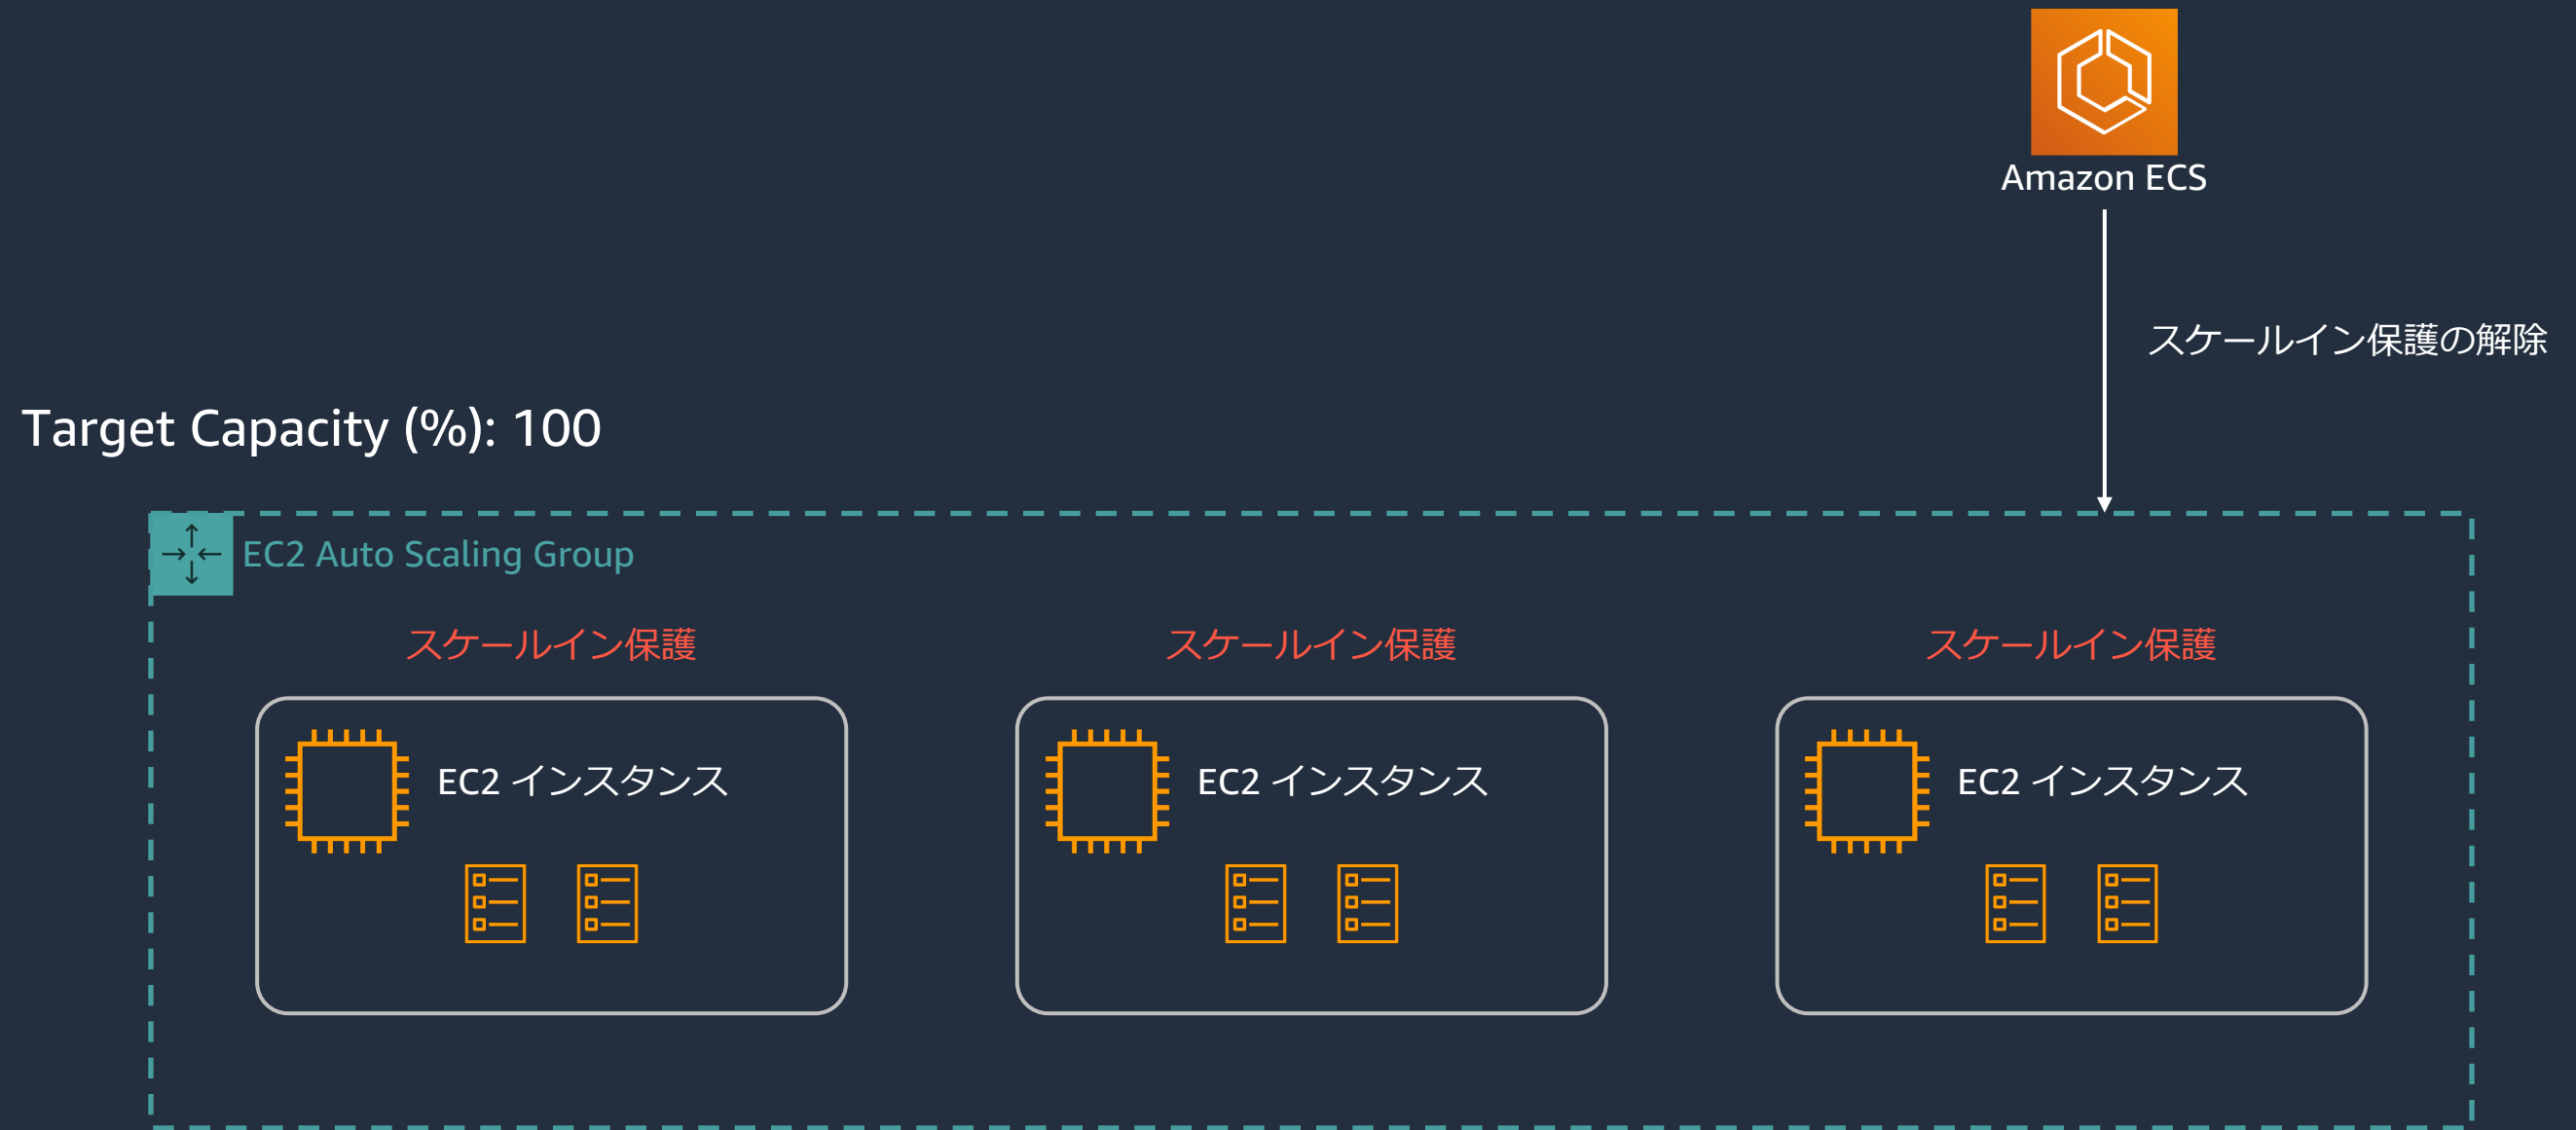 Amazon ECS
スケールイン保護の解除
Target Capacity (%): 100
EC2 Auto Scaling Group
スケールイン保護
スケールイン保護
スケールイン保護
EC2 インスタンス
EC2 インスタンス
EC2 インスタンス